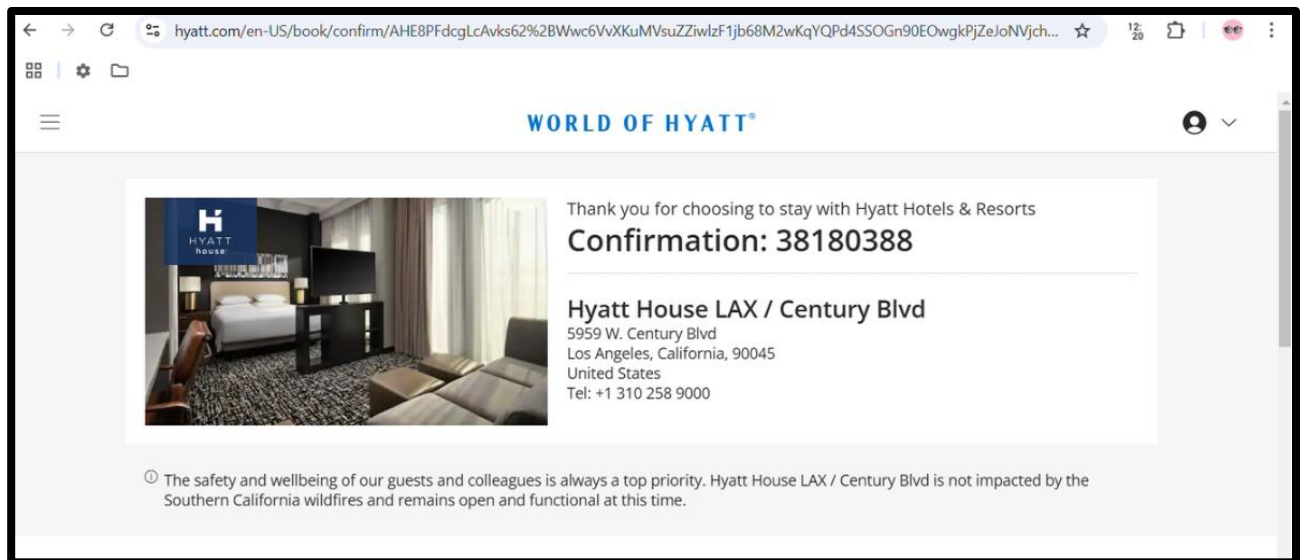 hyatt.com/en-US/book/confirm/AHE8PFdcgLcAvks62%2BWwc6VvXKuMVsuZZiwlzF1jb68M2wKqYQPd4SSOGn90EOwgkPjZeJoNVjch...
12:
20
WORLD OF HYATT®
H
HYATT
house
Thank you for choosing to stay with Hyatt Hotels & Resorts
Confirmation: 38180388
Hyatt House LAX / Century Blvd
5959 W. Century Blvd
Los Angeles, California, 90045
United States
Tel: +1 310 258 9000
The safety and wellbeing of our guests and colleagues is always a top priority. Hyatt House LAX / Century Blvd is not impacted by the
Southern California wildfires and remains open and functional at this time.